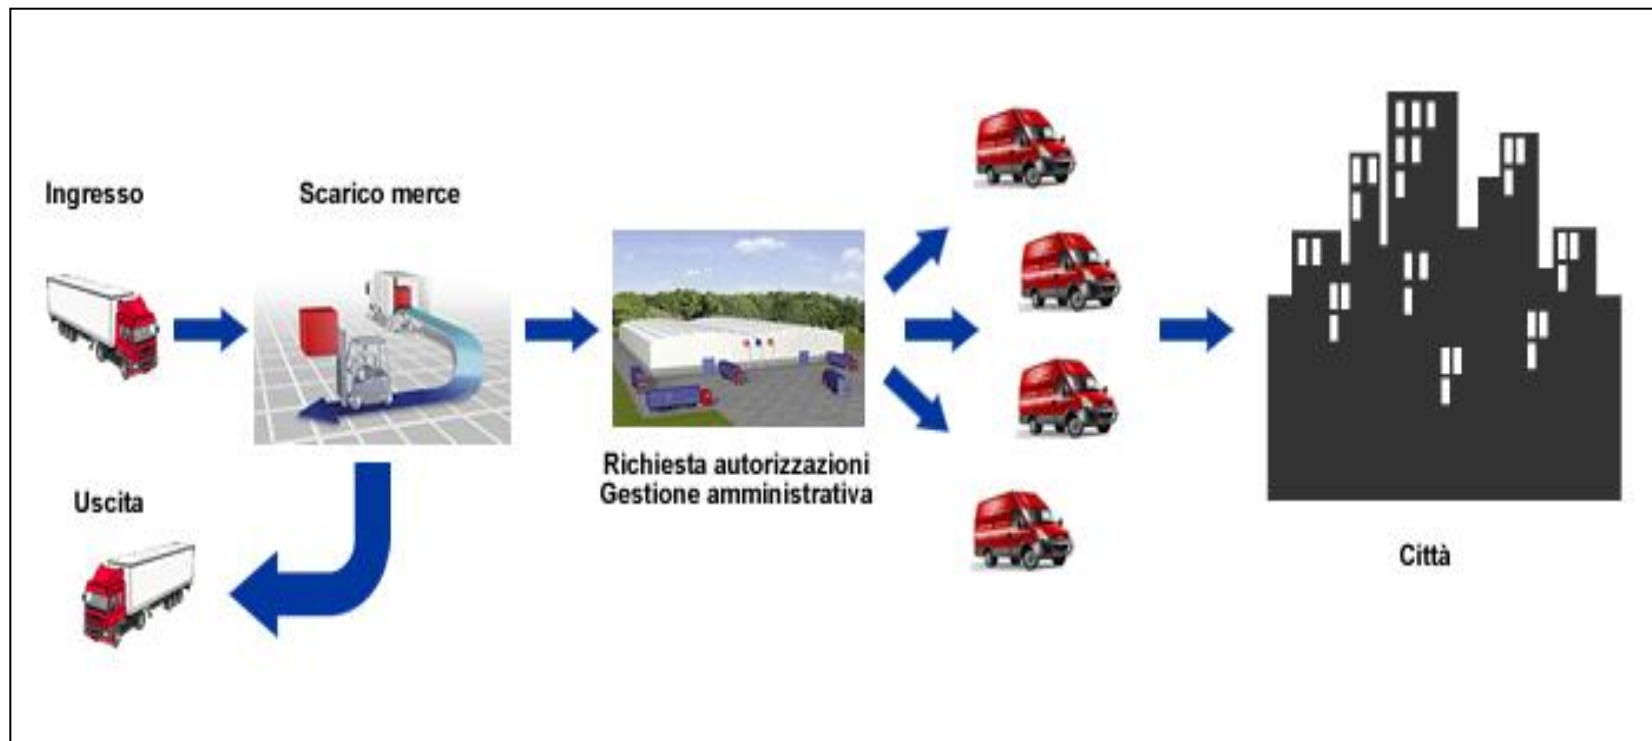 Ingresso
Scarico merce
Richiesta autorizzazioni
Gestione amministrativa
Uscita
Città